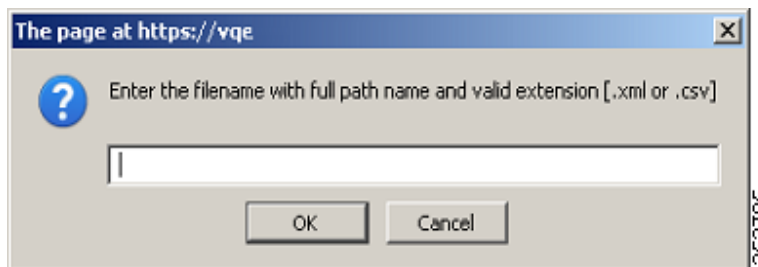 The page at https://vqe
Enter the filename with full path name and valid extension [.xml or .csv]
OK
Cancel